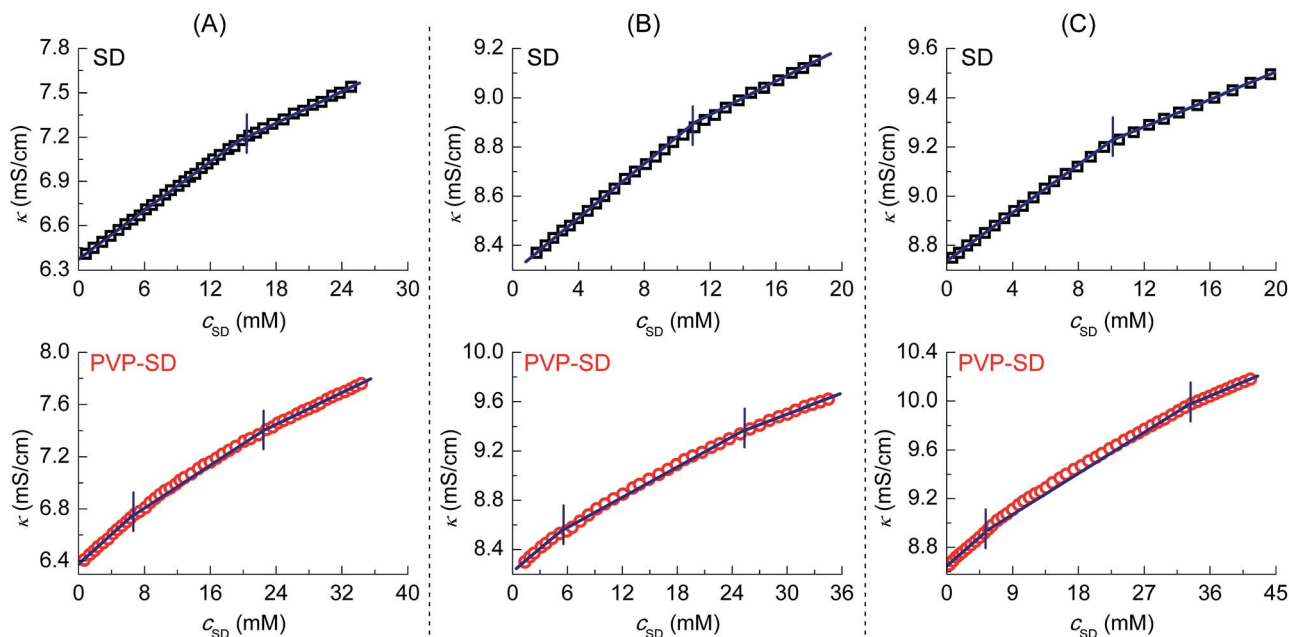 (A)
SD
κ (mS/cm)
7.8
7.5
7.2
6.9
6.6
6.3
0 6 12 18 24 30
cSD (mM)
(B)
SD
κ (mS/cm)
9.2
9.0
8.8
8.6
8.4
0 4 8 12 16 20
cSD (mM)
(C)
SD
κ (mS/cm)
9.6
9.4
9.2
9.0
8.8
0 4 8 12 16 20
cSD (mM)
PVP-SD
κ (mS/cm)
8.0
7.6
7.2
6.8
6.4
0 8 16 24 32 40
cSD (mM)
PVP-SD
κ (mS/cm)
10.0
9.6
9.2
8.8
8.4
0 6 12 18 24 30 36
cSD (mM)
PVP-SD
κ (mS/cm)
10.4
10.0
9.6
9.2
8.8
0 9 18 27 36 45
cSD (mM)